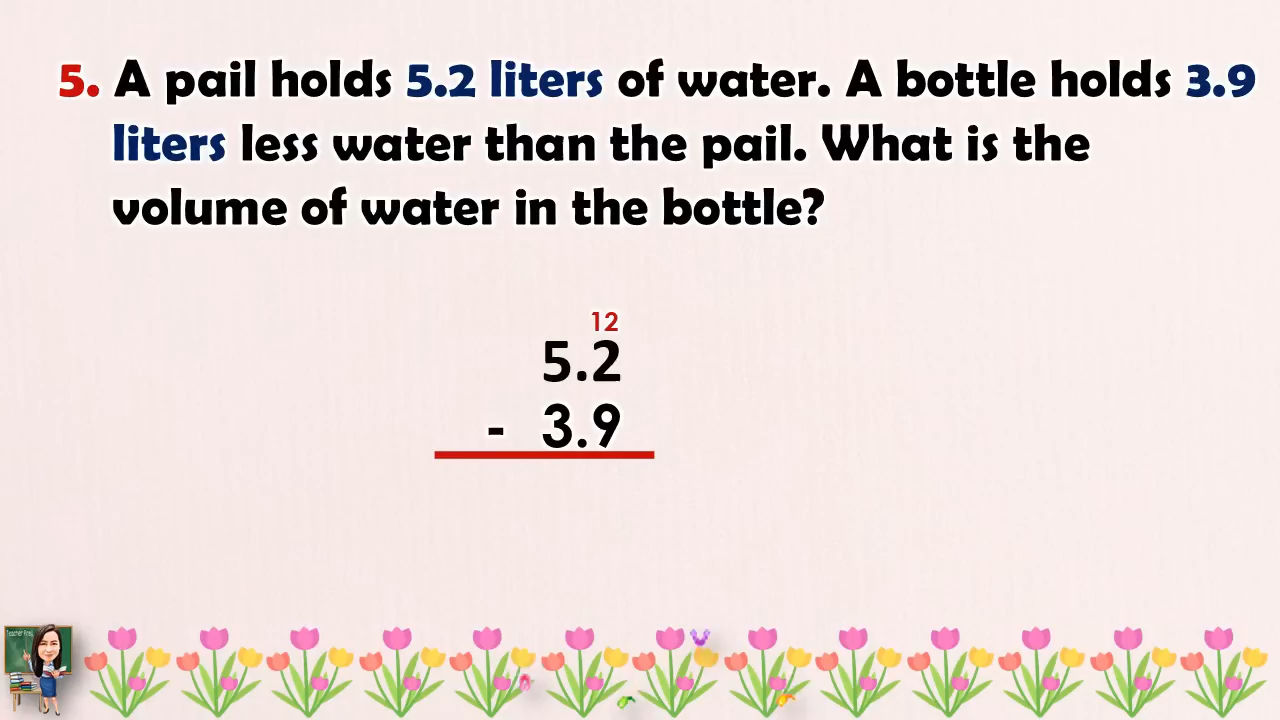 5. A pail holds 5.2 liters of water. A bottle holds 3.9
liters less water than the pail. What is the
volume of water in the bottle?
12
5.2
- 3.9